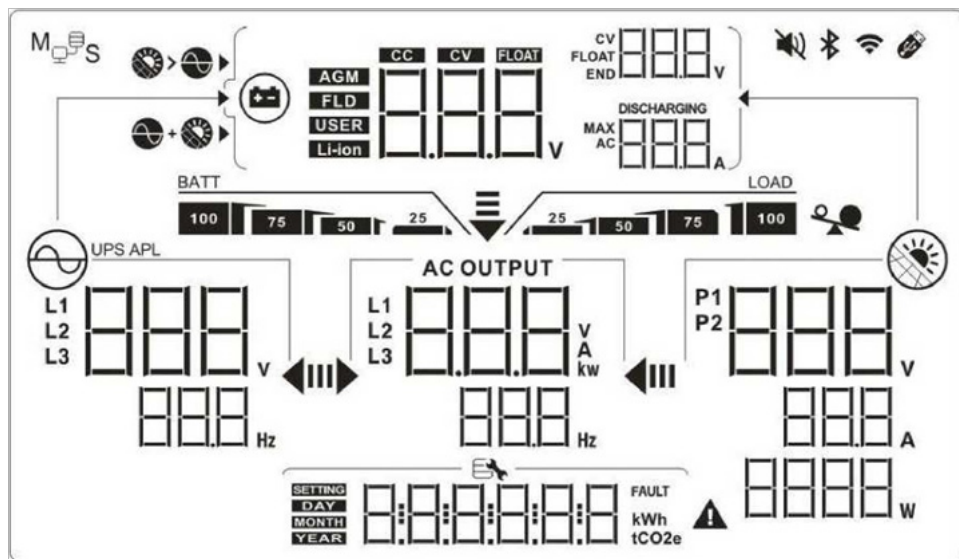 M S
CC CV FLOAT
AGM
FLD
USER
Li-ion
V
CV
FLOAT
END
V
DISCHARGING
MAX
AC
A
BATT
LOAD
100 75 50 25
25 50 75 100
UPS APL
AC OUTPUT
L1
L2
L3
V
Hz
L1
L2
L3
V
A
kw
Hz
P1
P2
V
A
W
SETTING
DAY
MONTH
YEAR
FAULT
kWh
tCO2e